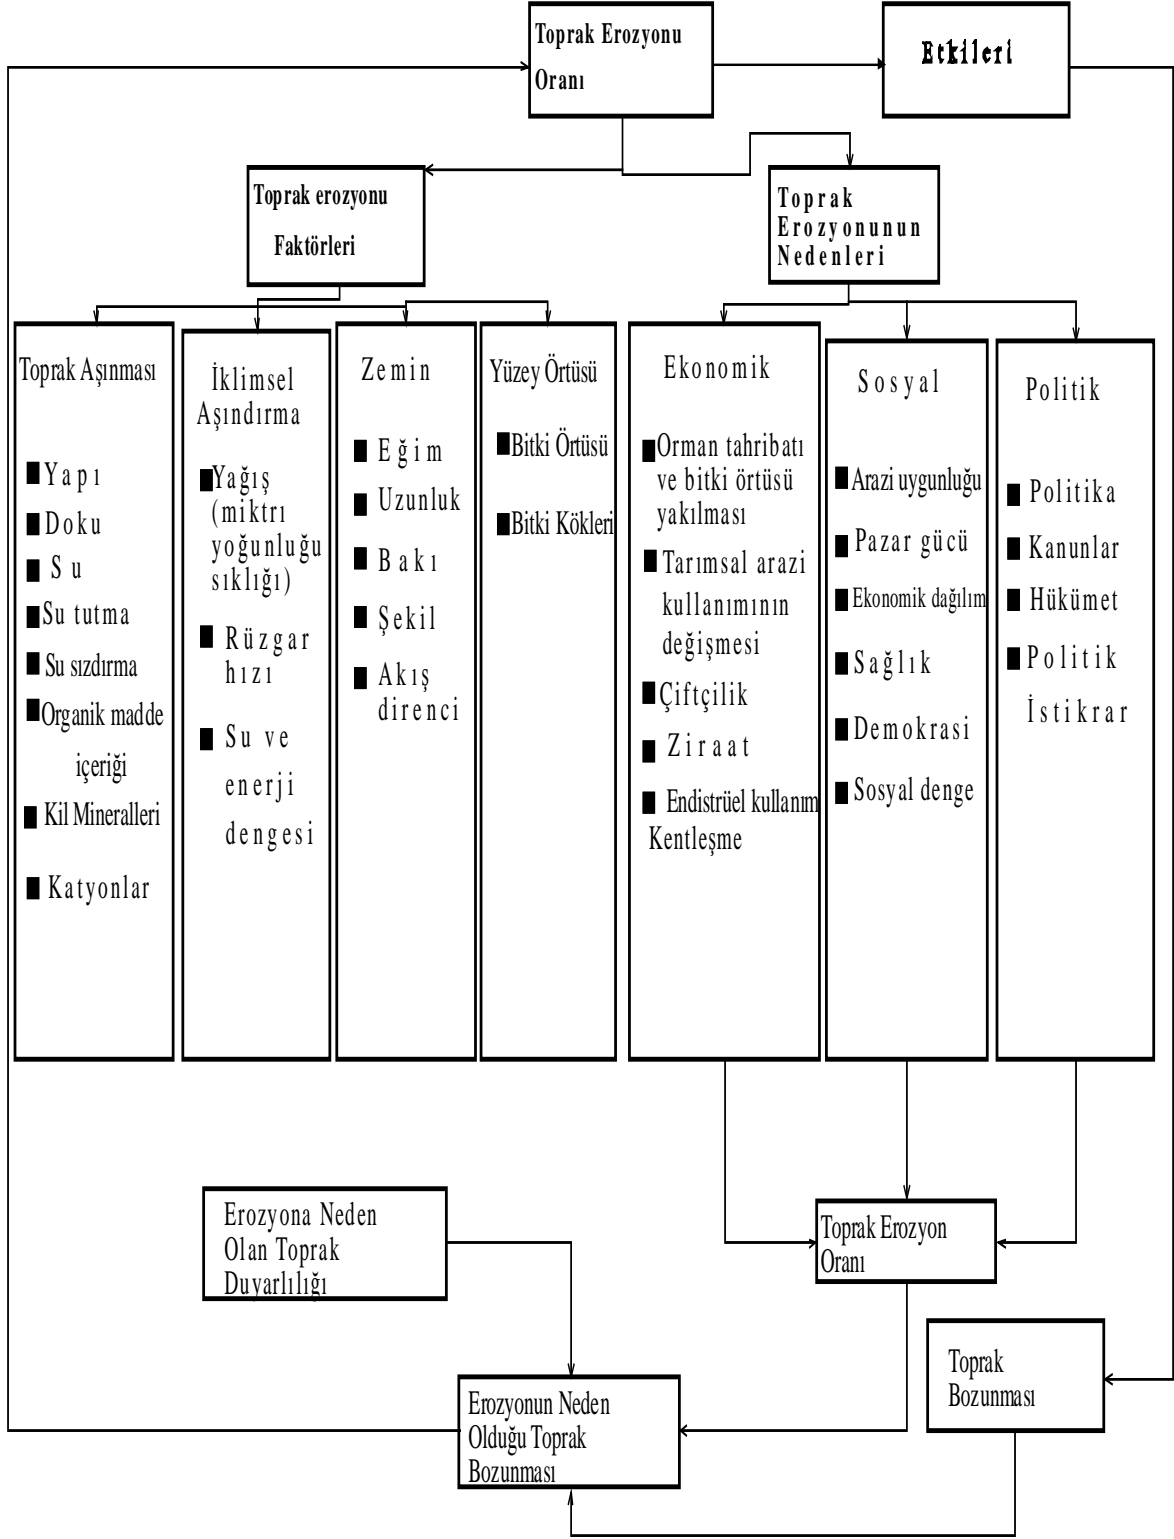 Toprak Erozyonu
Oranı
Etkileri
Toprak erozyonu
Faktörleri
Toprak
Erozyonunun
Nedenleri
Toprak Aşınması
■ Yapı
■ Doku
■ Su
■ Su tutma
■ Su sızdırma
■ Organik madde
içeriği
■ Kil Mineralleri
■ Katyonlar
İklimsel
Aşındırma
■ Yağış
(miktrı
yoğunluğu
sıklığı)
■ Rüzgar
hızı
■ Su ve
enerji
dengesi
Zemin
■ Eğim
■ Uzunluk
■ Bakı
■ Şekil
■ Akış
direnci
Yüzey Örtüsü
■ Bitki Örtüsü
■ Bitki Kökleri
Ekonomik
■ Orman tahribatı
ve bitki örtüsü
yakılması
■ Tarımsal arazi
kullanımının
değişmesi
■ Çiftçilik
■ Ziraat
■ Endistrüel kullanım
Kentleşme
Sosyal
■ Arazi uygunluğu
■ Pazar gücü
■ Ekonomik dağılım
■ Sağlık
■ Demokrasi
■ Sosyal denge
Politik
■ Politika
■ Kanunlar
■ Hükümet
■ Politik
İstikrar
Erozyona Neden
Olan Toprak
Duyarlılığı
Toprak Erozyon
Oranı
Toprak
Bozunması
Erozyonun Neden
Olduğu Toprak
Bozunması